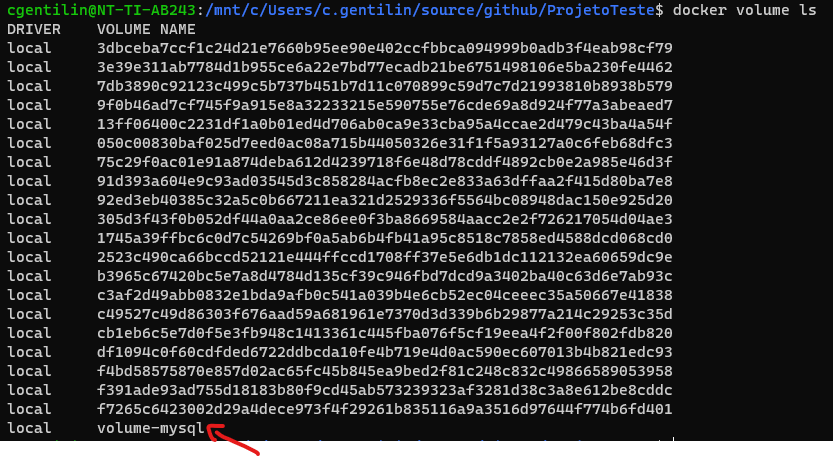 cgentilin@NT-TI-AB243:/mnt/c/Users/c.gentilin/source/github/ProjetoTeste$ docker volume ls
DRIVER    VOLUME NAME
local     3dbceba7ccf1c24d21e7660b95ee90e402ccfbbca094999b0adb3f4eab98cf79
local     3e39e311ab7784d1b955ce6a22e7bd77ecadb21be6751498106e5ba230fe4462
local     7db3890c92123c499c5b737b451b7d11c070899c59d7c7d21993810b8938b579
local     9f0b46ad7cf745f9a915e8a32233215e590755e76cde69a8d924f77a3abeaed7
local     13ff06400c2231df1a0b01ed4d706ab0ca9e33cba95a4ccae2d479c43ba4a54f
local     050c00830baf025d7eed0ac08a715b44050326e31f1f5a93127a0c6feb68dfc3
local     75c29f0ac01e91a874deba612d4239718f6e48d78cddf4892cb0e2a985e46d3f
local     91d393a604e9c93ad03545d3c858284acfb8ec2e833a63dffaa2f415d80ba7e8
local     92ed3eb40385c32a5c0b667211ea321d2529336f5564bc08948dac150e925d20
local     305d3f43f0b052df44a0aa2ce86ee0f3ba8669584aacc2e2f726217054d04ae3
local     1745a39ffbc6c0d7c54269bf0a5ab6b4fb41a95c8518c7858ed4588dcd068cd0
local     2523c490ca66bccd52121e444ffccd1708ff37e5e6db1dc112132ea60659dc9e
local     b3965c67420bc5e7a8d4784d135cf39c946fbd7dcd9a3402ba40c63d6e7ab93c
local     c3af2d49abb0832e1bda9afb0c541a039b4e6cb52ec04ceeec35a50667e41838
local     c49527c49d86303f676aad59a681961e7370d3d339b6b29877a214c29253c35d
local     cb1eb6c5e7d0f5e3fb948c1413361c445fba076f5cf19eea4f2f00f802fdb820
local     df1094c0f60cdfded6722ddbcda10fe4b719e4d0ac590ec607013b4b821edc93
local     f4bd58575870e857d02ac65fc45b845ea9bed2f81c248c832c49866589053958
local     f391ade93ad755d18183b80f9cd45ab573239323af3281d38c3a8e612be8cddc
local     f7265c6423002d29a4dece973f4f29261b835116a9a3516d97644f774b6fd401
local     volume-mysql